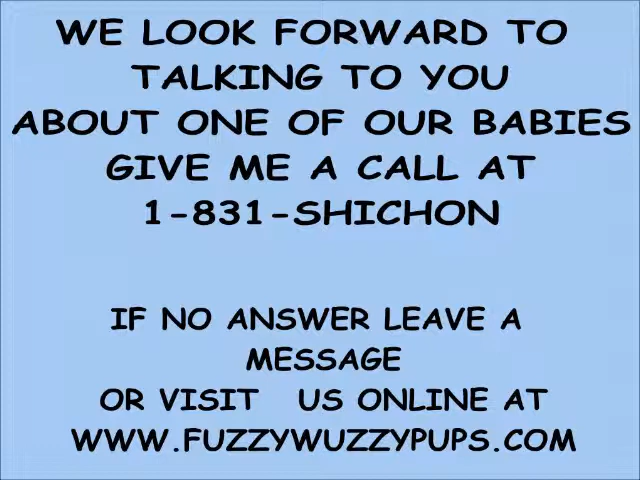 WE LOOK FORWARD TO
TALKING TO YOU
ABOUT ONE OF OUR BABIES
GIVE ME A CALL AT
1-831-SHICHON
IF NO ANSWER LEAVE A
MESSAGE
OR VISIT US ONLINE AT
WWW.FUZZYWUZZYPUPS.COM